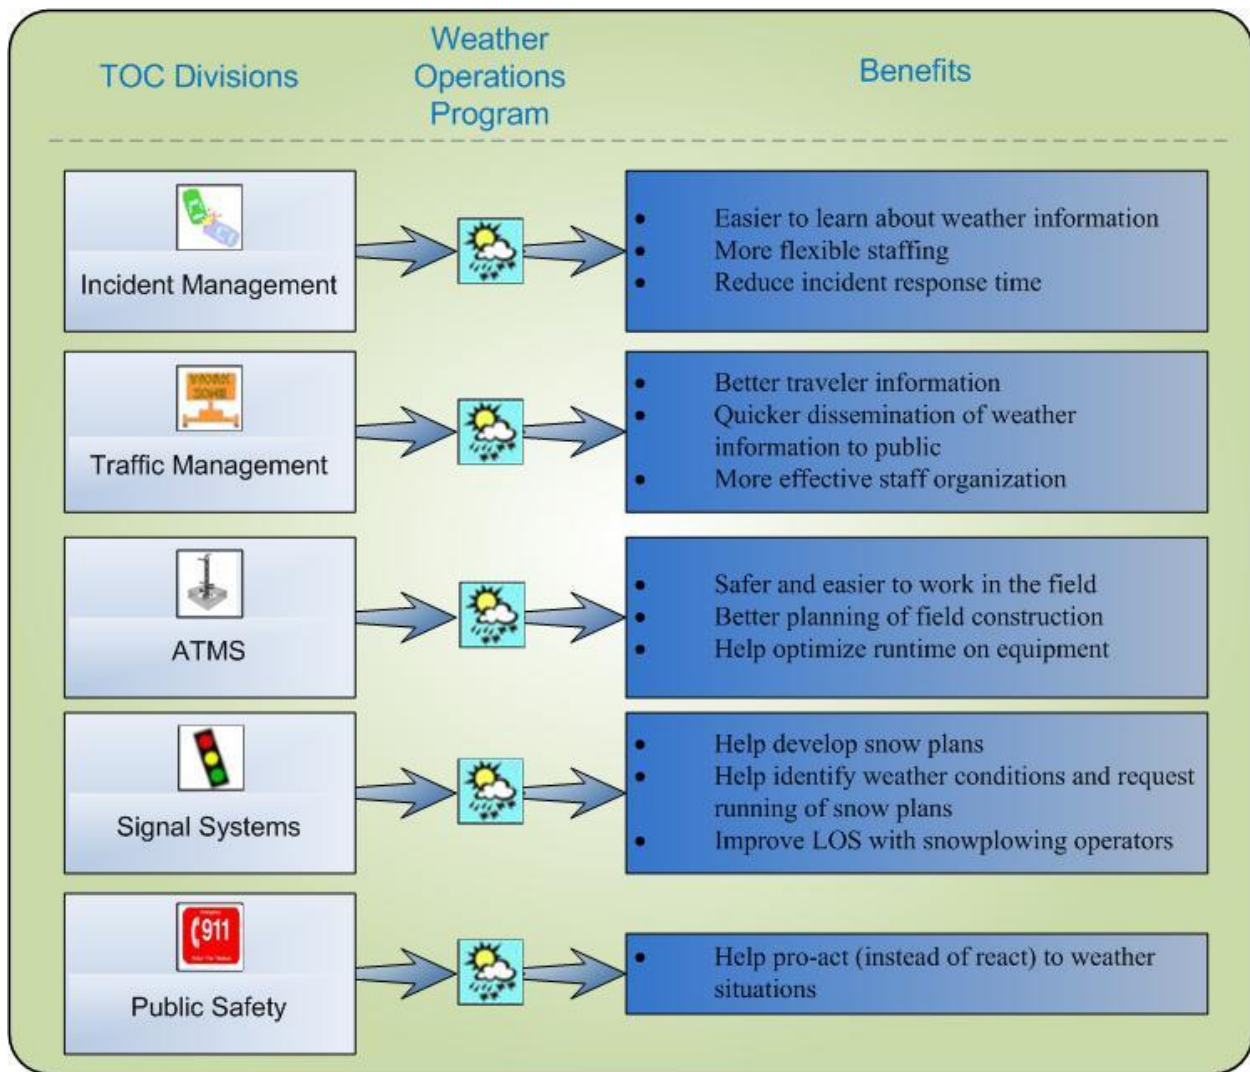 TOC Divisions
Weather
Operations
Program
Benefits
Incident Management
• Easier to learn about weather information
• More flexible staffing
• Reduce incident response time
WORK
ZONE
Traffic Management
• Better traveler information
• Quicker dissemination of weather
information to public
• More effective staff organization
ATMS
• Safer and easier to work in the field
• Better planning of field construction
• Help optimize runtime on equipment
Signal Systems
• Help develop snow plans
• Help identify weather conditions and request
running of snow plans
• Improve LOS with snowplowing operators
911
Public Safety
• Help pro-act (instead of react) to weather
situations